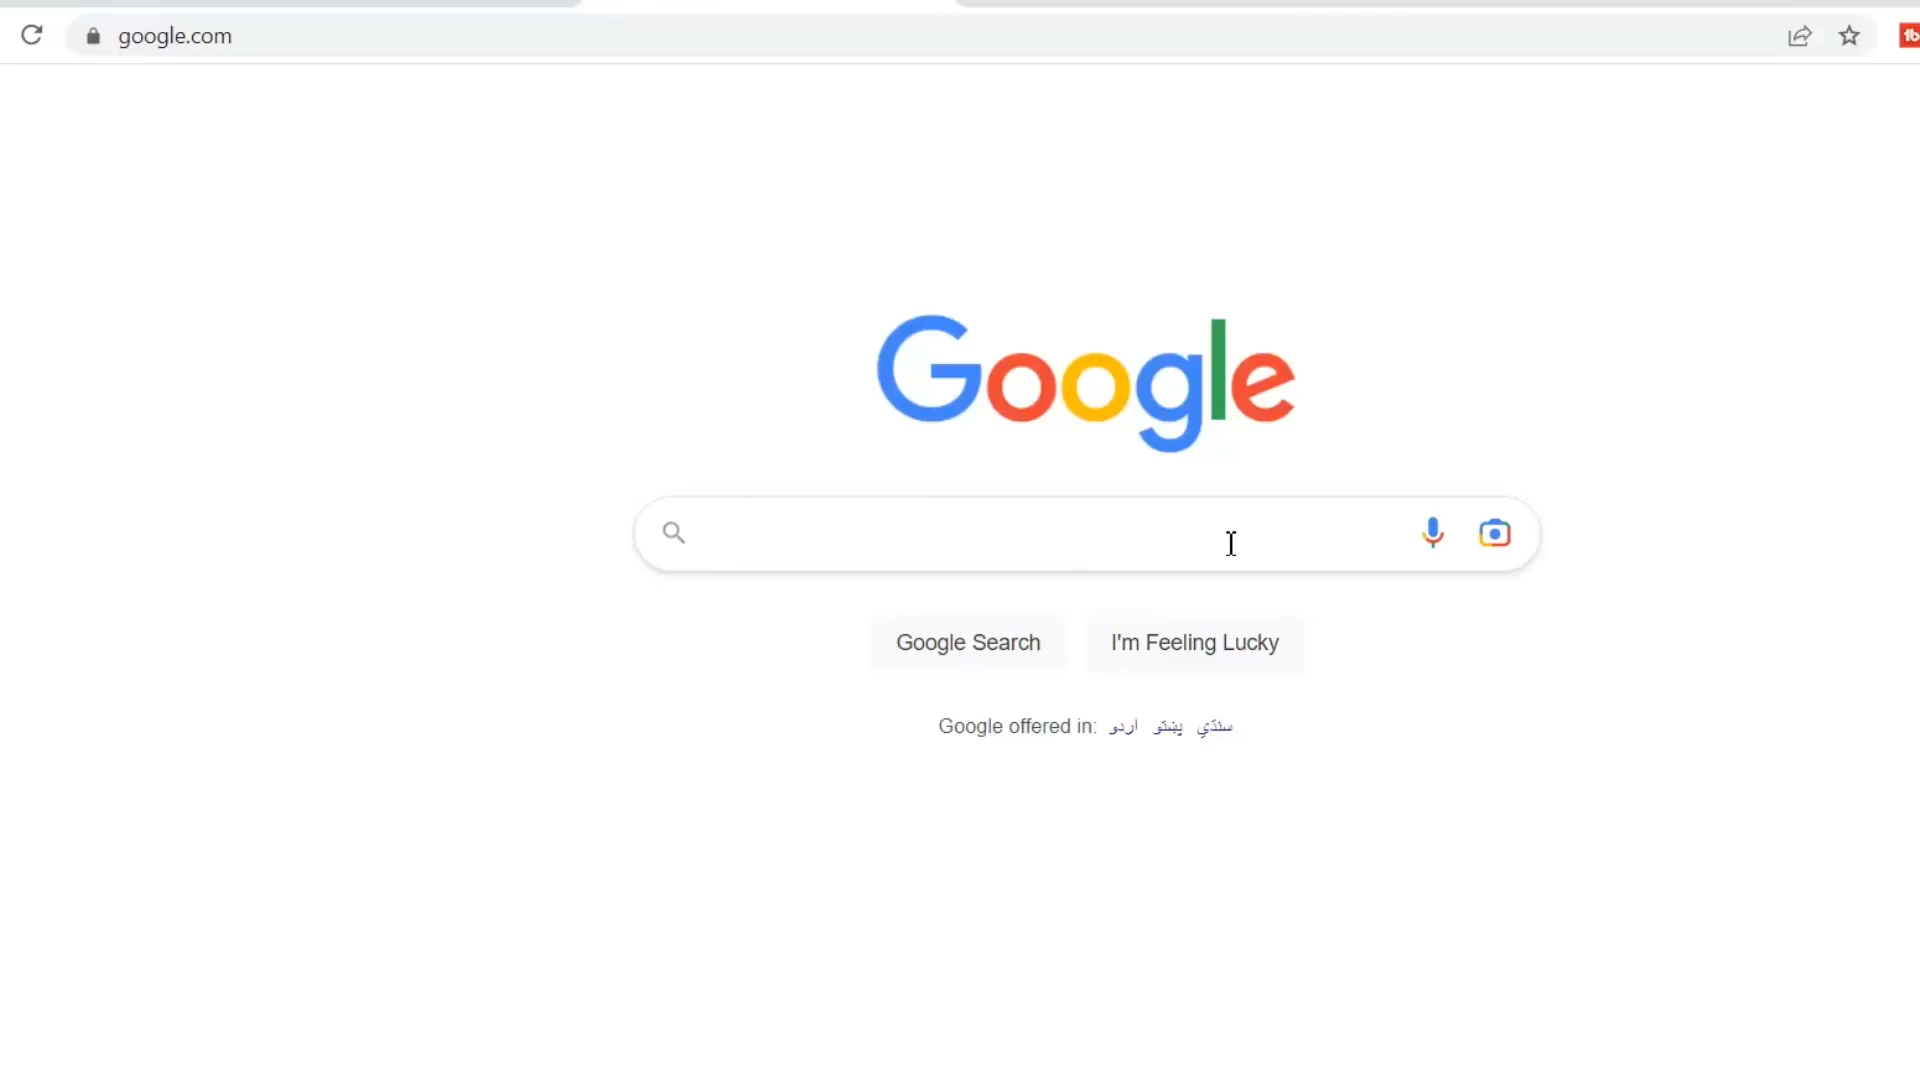 google.com
Google
Google Search
I'm Feeling Lucky
Google offered in: اردو پښتو سنڌي